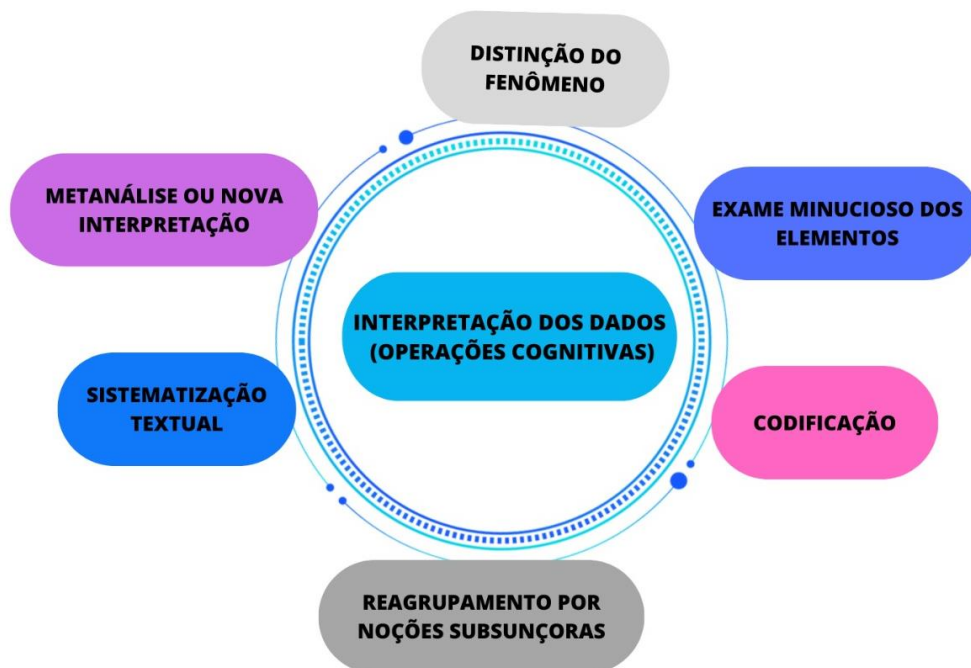 DISTINÇÃO DO
FENÔMENO
METANÁLISE OU NOVA
INTERPRETAÇÃO
EXAME MINUCIOSO DOS
ELEMENTOS
INTERPRETAÇÃO DOS DADOS
(OPERAÇÕES COGNITIVAS)
SISTEMATIZAÇÃO
TEXTUAL
CODIFICAÇÃO
REAGRUPAMENTO POR
NOÇÕES SUBSUNÇORAS